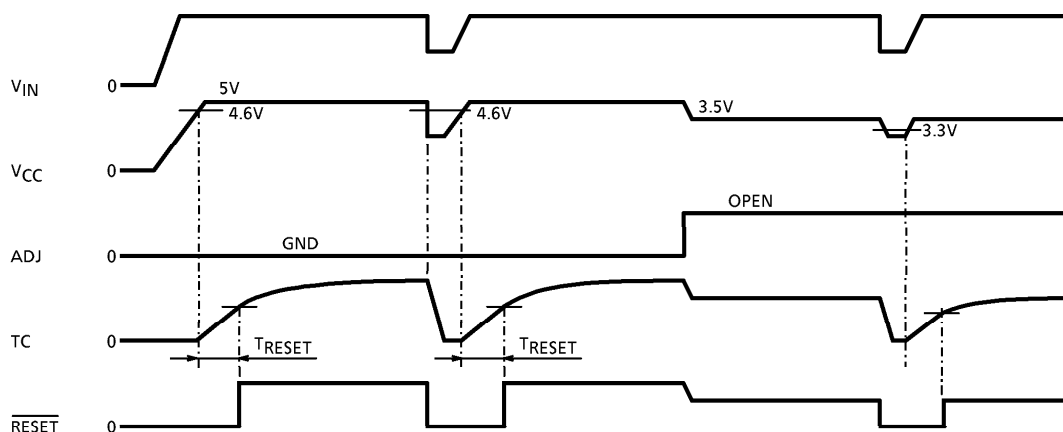 VIN 0
5V
4.6V 4.6V 3.5V 3.3V
VCC 0
OPEN
GND
ADJ 0
TC 0
TRESET TRESET
RESET 0